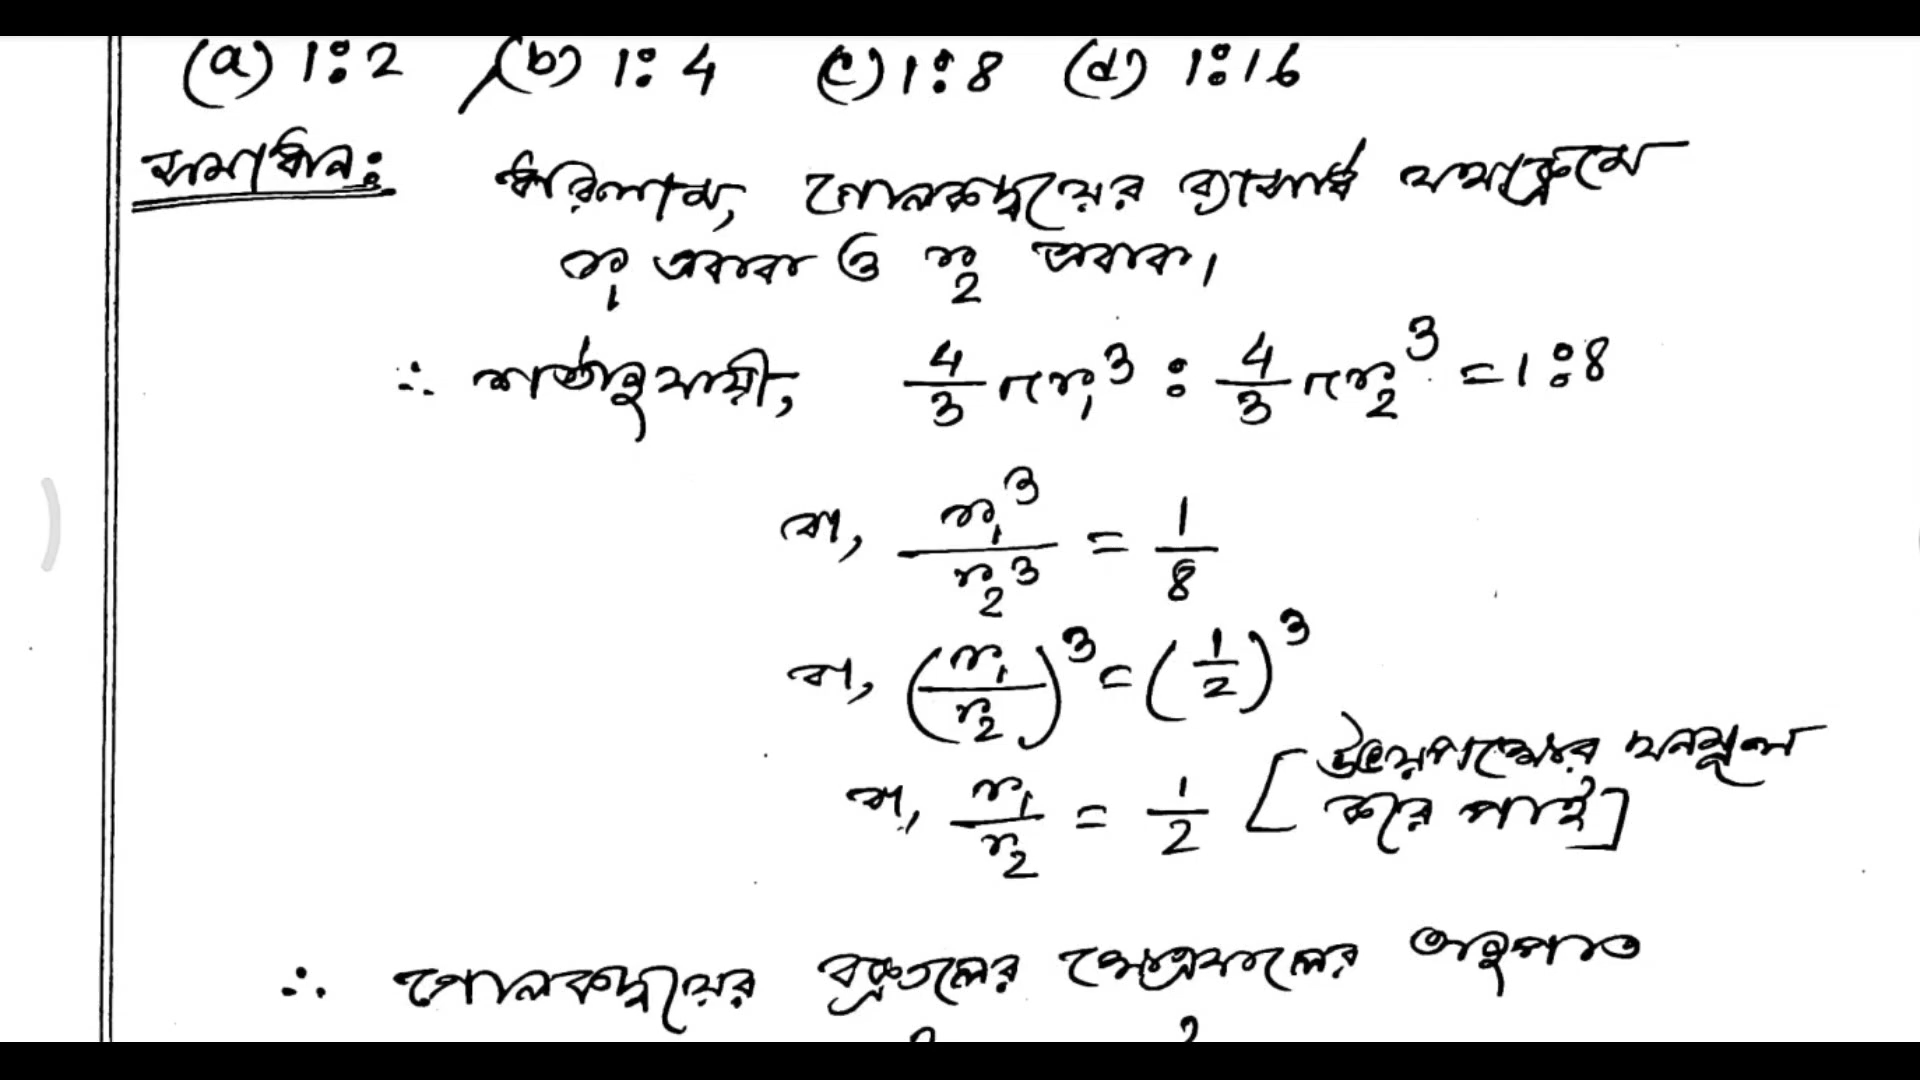 (a) 1:2 (b) 1:4 (c) 1:8 (d) 1:16
সমাধান: ধরিলাম, গোলকদ্বয়ের ব্যাসার্ধ যথাক্রমে
r₁ একক ও r₂ একক।
∴ শর্তানুযায়ী, 4/3 πr₁³ : 4/3 πr₂³ = 1:8
বা, r₁³/r₂³ = 1/8
বা, (r₁/r₂)³ = (1/2)³
বা, r₁/r₂ = 1/2 [উভয়পক্ষের ঘনমূল
করে পাই]
∴ গোলকদ্বয়ের বক্রতলের ক্ষেত্রফলের অনুপাত